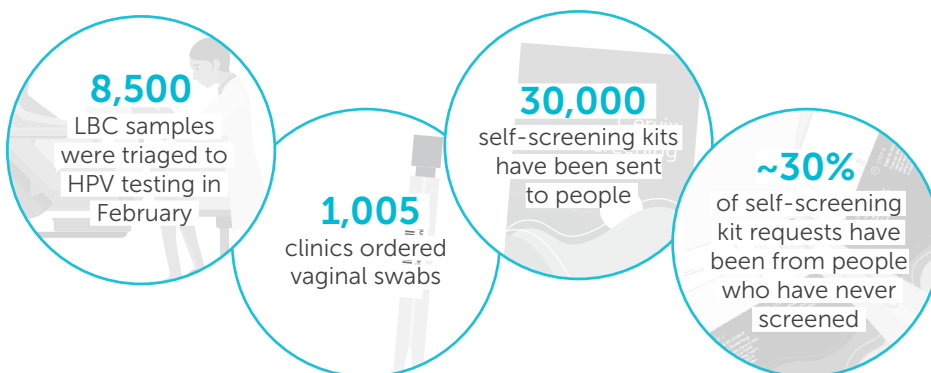 8,500
LBC samples
were triaged to
HPV testing in
February
1,005
clinics ordered
vaginal swabs
30,000
self-screening kits
have been sent
to people
~30%
of self-screening
kit requests have
been from people
who have never
screened